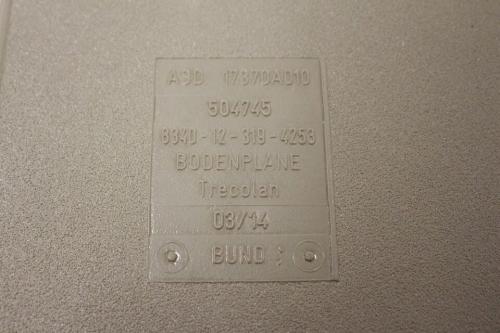 A9D 17370AD10
504745
8340-12-319-4253
BODENPLANE
Trecolan
03/14
BUND